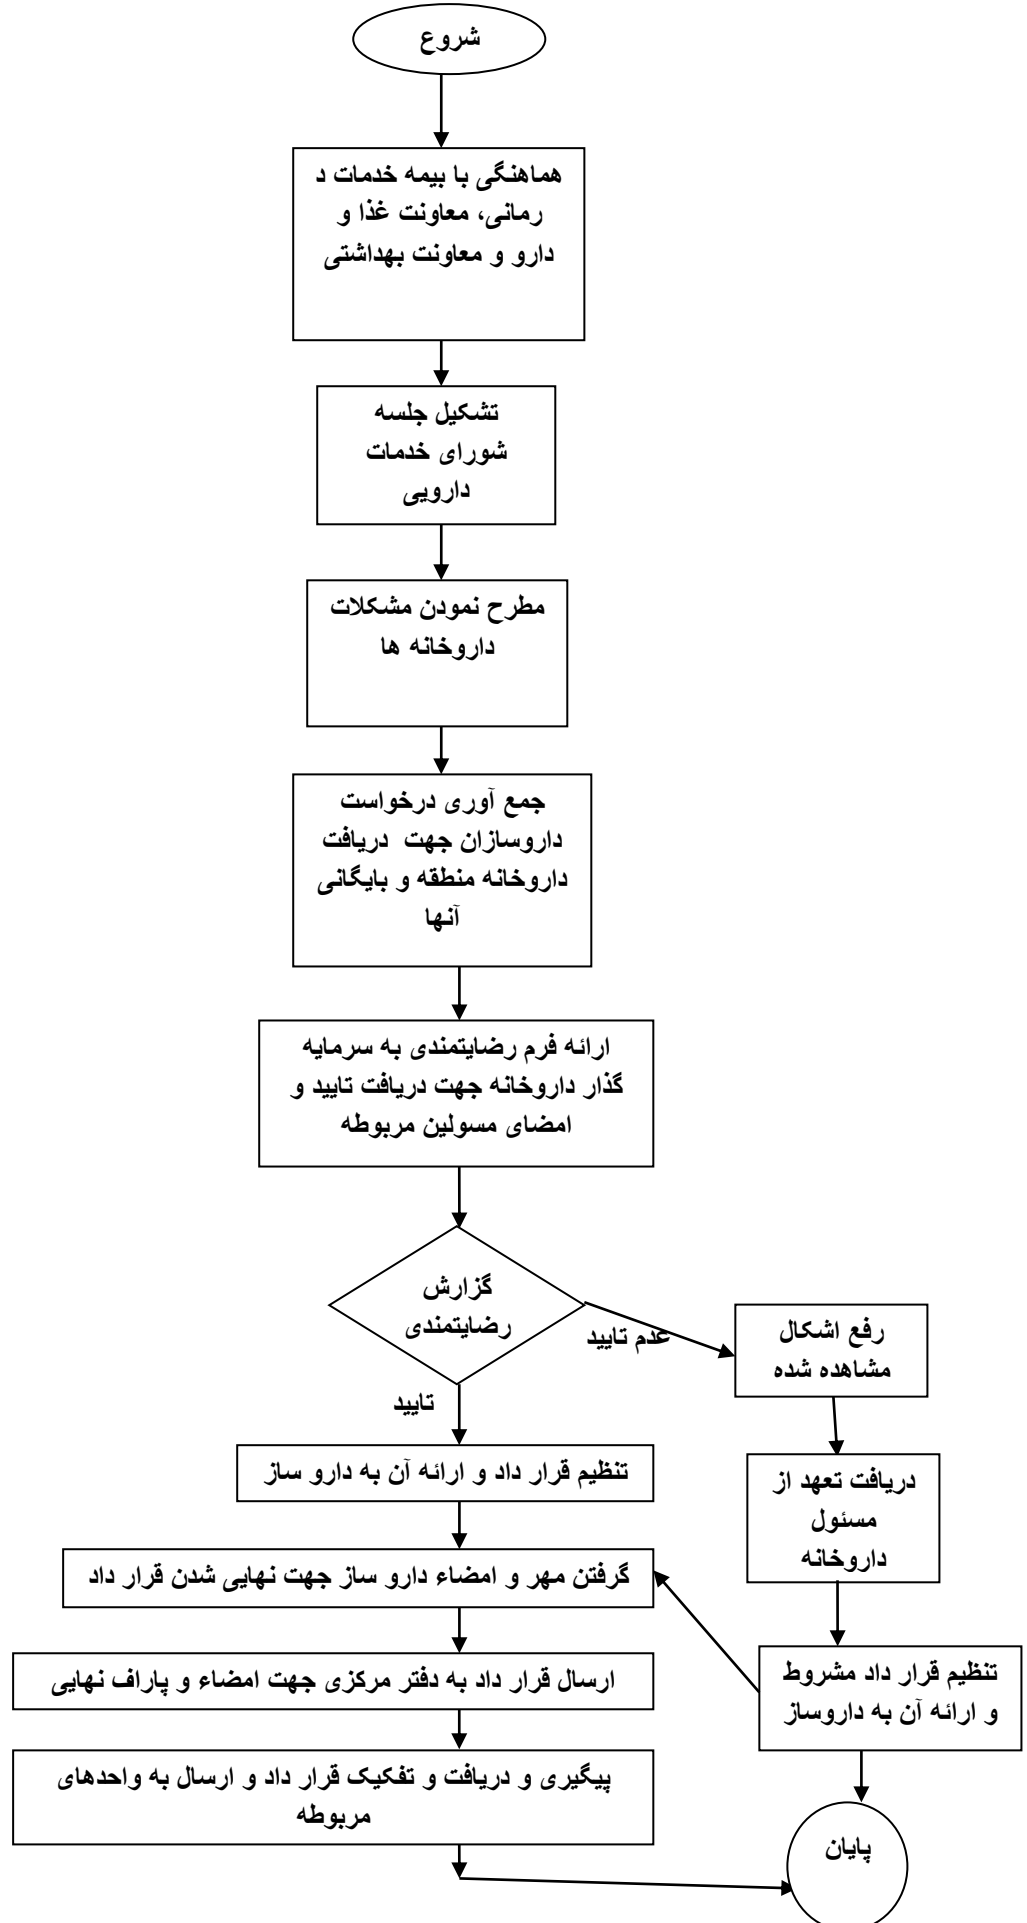 شروع
هماهنگی با بیمه خدمات د
رمانی، معاونت غذا و
دارو و معاونت بهداشتی
تشکیل جلسه
شورای خدمات
دارویی
مطرح نمودن مشکلات
داروخانه ها
جمع آوری درخواست
داروسازان جهت دریافت
داروخانه منطقه و بایگانی
آنها
ارائه فرم رضایتمندی به سرمایه
گذار داروخانه جهت دریافت تایید و
امضای مسولین مربوطه
گزارش
رضایتمندی
عدم تایید
رفع اشکال
مشاهده شده
تایید
تنظیم قرار داد و ارائه آن به دارو ساز
دریافت تعهد از
مسئول
داروخانه
گرفتن مهر و امضاء دارو ساز جهت نهایی شدن قرار داد
تنظیم قرار داد مشروط
و ارائه آن به داروساز
ارسال قرار داد به دفتر مرکزی جهت امضاء و پاراف نهایی
پیگیری و دریافت و تفکیک قرار داد و ارسال به واحدهای
مربوطه
پایان